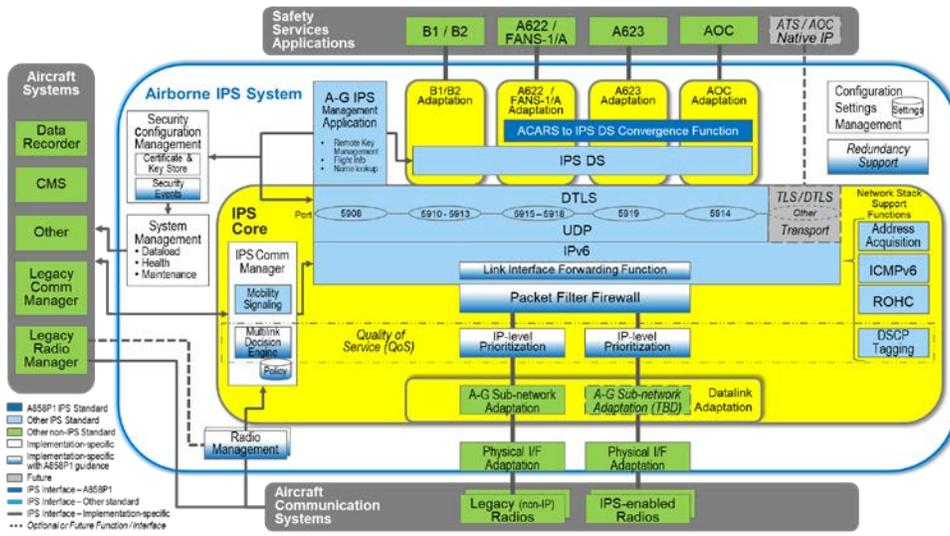 Safety
Services
Applications
B1 / B2
A622 /
FANS-1/A
A623
AOC
ATS / AOC
Native IP
Aircraft
Systems
Data
Recorder
CMS
Other
Legacy
Comm
Manager
Legacy
Radio
Manager
Airborne IPS System
Security
Configuration
Management
Certificate &
Key Store
Security
Events
System
Management
• Dataload
• Health
• Maintenance
A-G IPS
Management
Application
• Remote Key
Management
• Flight Info
• Name lookup
B1/B2
Adaptation
A622 /
FANS-1/A
Adaptation
A623
Adaptation
AOC
Adaptation
ACARS to IPS DS Convergence Function
IPS DS
Configuration
Settings
Management
Settings
Redundancy
Support
IPS
Core
DTLS
Port
5908
5910 - 5913
5915 – 5918
5919
5914
UDP
IPv6
TLS/DTLS
Other
Transport
Network Stack
Support
Functions
Address
Acquisition
ICMPv6
ROHC
DSCP
Tagging
IPS Comm
Manager
Mobility
Signaling
Multilink
Decision
Engine
Policy
Link Interface Forwarding Function
Packet Filter Firewall
Quality of
Service (QoS)
IP-level
Prioritization
IP-level
Prioritization
A-G Sub-network
Adaptation
A-G Sub-network
Adaptation (TBD)
Datalink
Adaptation
Radio
Management
Physical I/F
Adaptation
Physical I/F
Adaptation
Aircraft
Communication
Systems
Legacy (non-IP)
Radios
IPS-enabled
Radios
A858P1 IPS Standard
Other IPS Standard
Other non-IPS Standard
Implementation-specific
Implementation-specific
with A858P1 guidance
Future
IPS Interface – A858P1
IPS Interface – Other standard
IPS Interface – Implementation-specific
Optional or Future Function / Interface